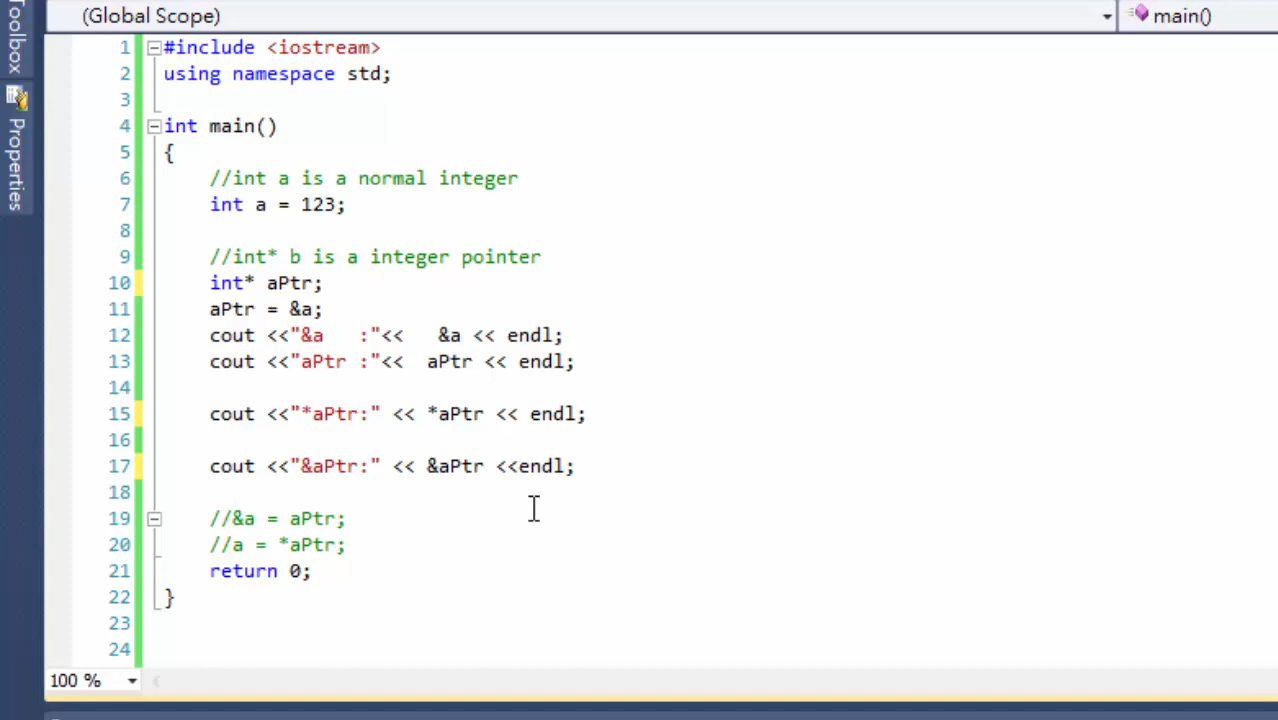 Toolbox
Properties
(Global Scope)
main()
1 #include <iostream>
2 using namespace std;
3
4 int main()
5 {
6 //int a is a normal integer
7 int a = 123;
8
9 //int* b is a integer pointer
10 int* aPtr;
11 aPtr = &a;
12 cout <<"&a   :"<<   &a << endl;
13 cout <<"aPtr :"<<  aPtr << endl;
14
15 cout <<"*aPtr:" << *aPtr << endl;
16
17 cout <<"&aPtr:" << &aPtr <<endl;
18
19 //&a = aPtr;
20 //a = *aPtr;
21 return 0;
22 }
23
24
100 %